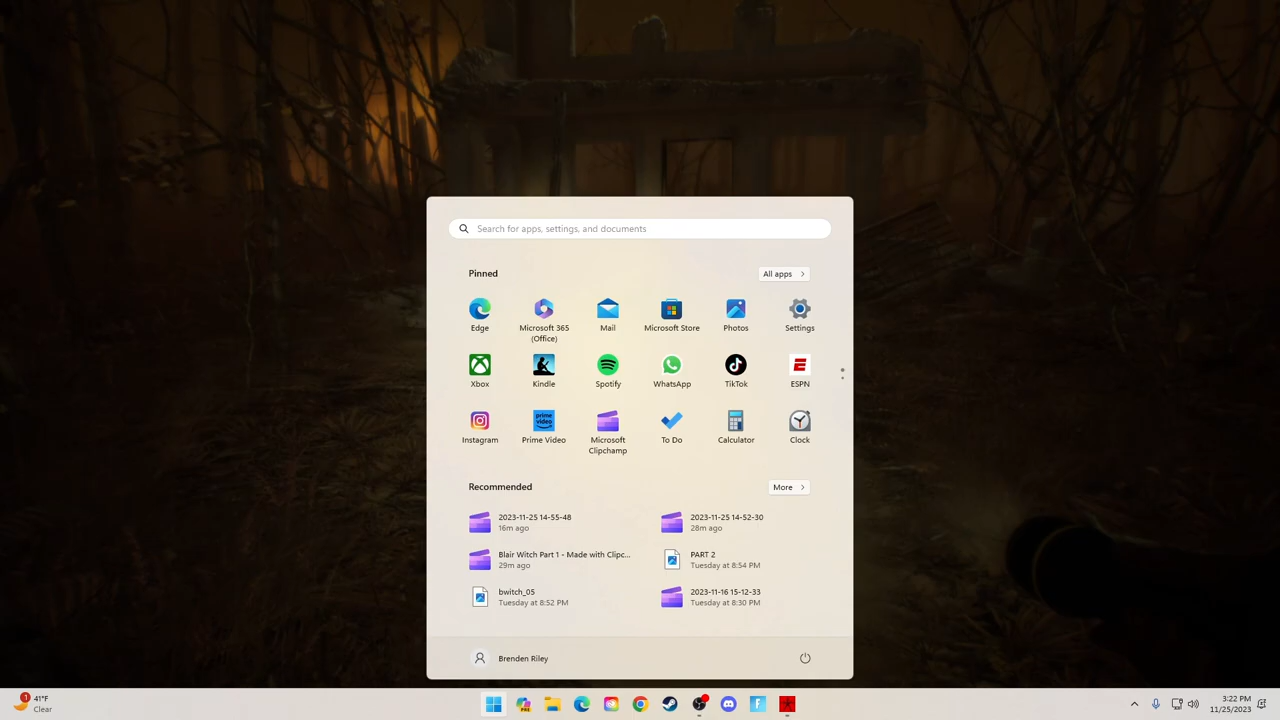 Search for apps, settings, and documents
Pinned
All apps
Edge
Microsoft 365
(Office)
Mail
Microsoft Store
Photos
Settings
Xbox
Kindle
Spotify
WhatsApp
TikTok
ESPN
Instagram
prime
video
Prime Video
Microsoft
Clipchamp
To Do
Calculator
Clock
Recommended
More
2023-11-25 14-55-48
16m ago
2023-11-25 14-52-30
28m ago
Blair Witch Part 1 - Made with Clipc...
29m ago
PART 2
Tuesday at 8:54 PM
bwitch_05
Tuesday at 8:52 PM
2023-11-16 15-12-33
Tuesday at 8:30 PM
Brenden Riley
1
41°F
Clear
PRE
3:22 PM
11/25/2023